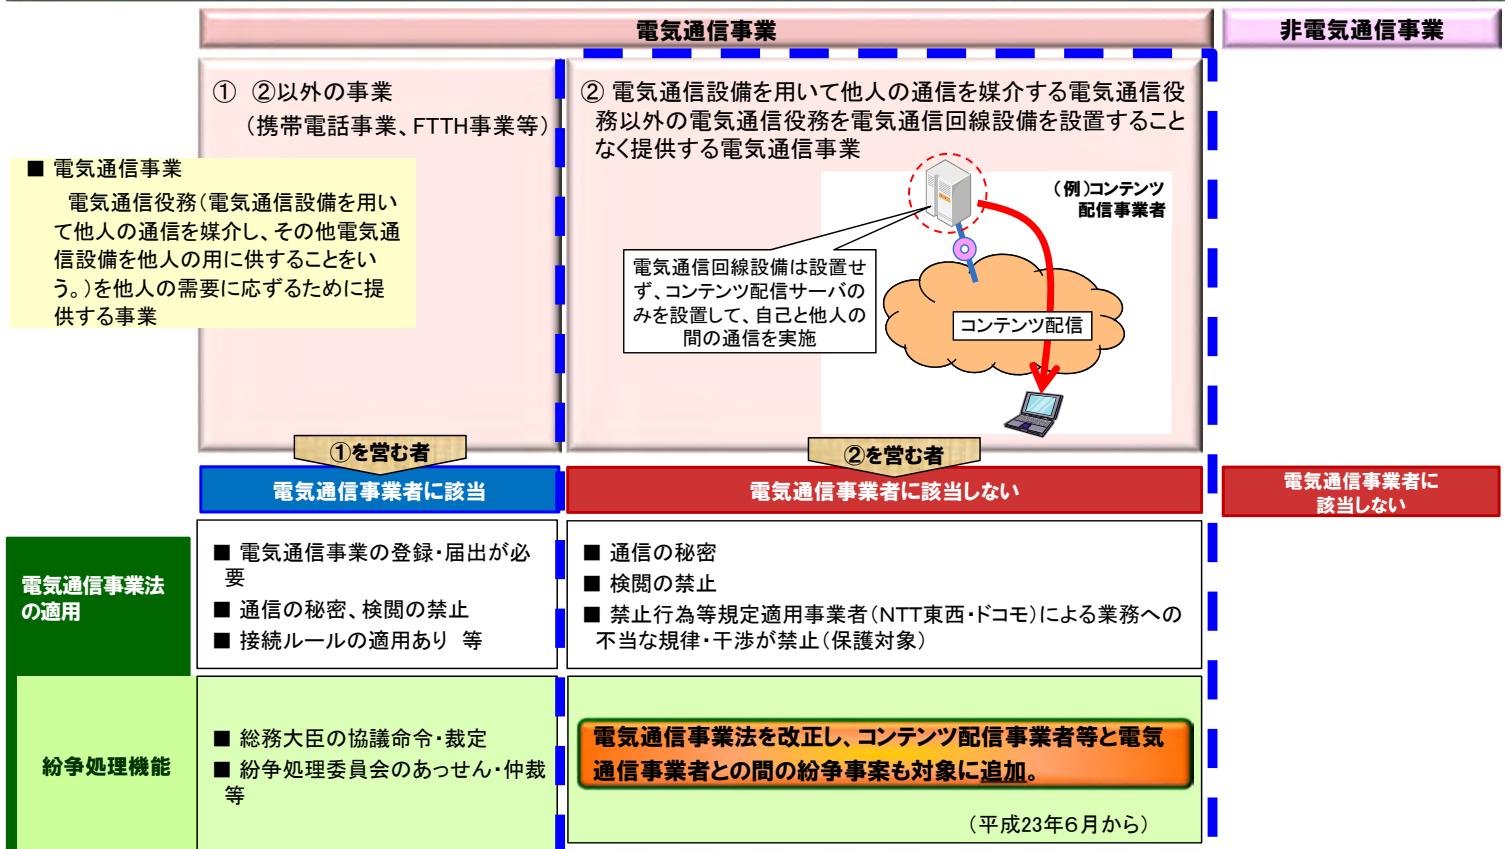 電気通信事業
非電気通信事業
① ②以外の事業
（携帯電話事業、FTTH事業等）
② 電気通信設備を用いて他人の通信を媒介する電気通信役
務以外の電気通信役務を電気通信回線設備を設置すること
なく提供する電気通信事業
■ 電気通信事業
電気通信役務（電気通信設備を用い
て他人の通信を媒介し、その他電気通
信設備を他人の用に供することをい
う。）を他人の需要に応ずるために提
供する事業
（例）コンテンツ
配信事業者
電気通信回線設備は設置せ
ず、コンテンツ配信サーバの
みを設置して、自己と他人の
間の通信を実施
コンテンツ配信
①を営む者
②を営む者
電気通信事業者に該当
電気通信事業者に該当しない
電気通信事業者に
該当しない
電気通信事業法
の適用
■ 電気通信事業の登録・届出が必
要
■ 通信の秘密、検閲の禁止
■ 接続ルールの適用あり 等
■ 通信の秘密
■ 検閲の禁止
■ 禁止行為等規定適用事業者（NTT東西・ドコモ）による業務への
不当な規律・干渉が禁止（保護対象）
紛争処理機能
■ 総務大臣の協議命令・裁定
■ 紛争処理委員会のあっせん・仲裁
等
電気通信事業法を改正し、コンテンツ配信事業者等と電気
通信事業者との間の紛争事案も対象に追加。
（平成23年６月から）